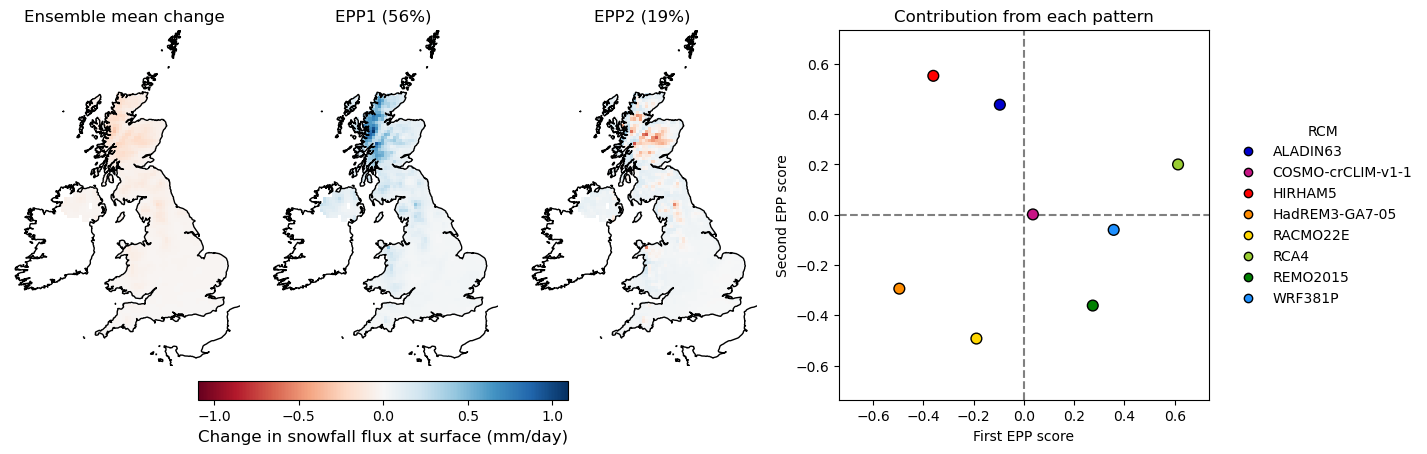 Ensemble mean change
EPP1 (56%)
EPP2 (19%)
Contribution from each pattern
−1.0 −0.5 0.0 0.5 1.0
Change in snowfall flux at surface (mm/day)
Second EPP score
0.6
0.4
0.2
0.0
−0.2
−0.4
−0.6
−0.6 −0.4 −0.2 0.0 0.2 0.4 0.6
First EPP score
RCM
ALADIN63
COSMO-crCLIM-v1-1
HIRHAM5
HadREM3-GA7-05
RACMO22E
RCA4
REMO2015
WRF381P